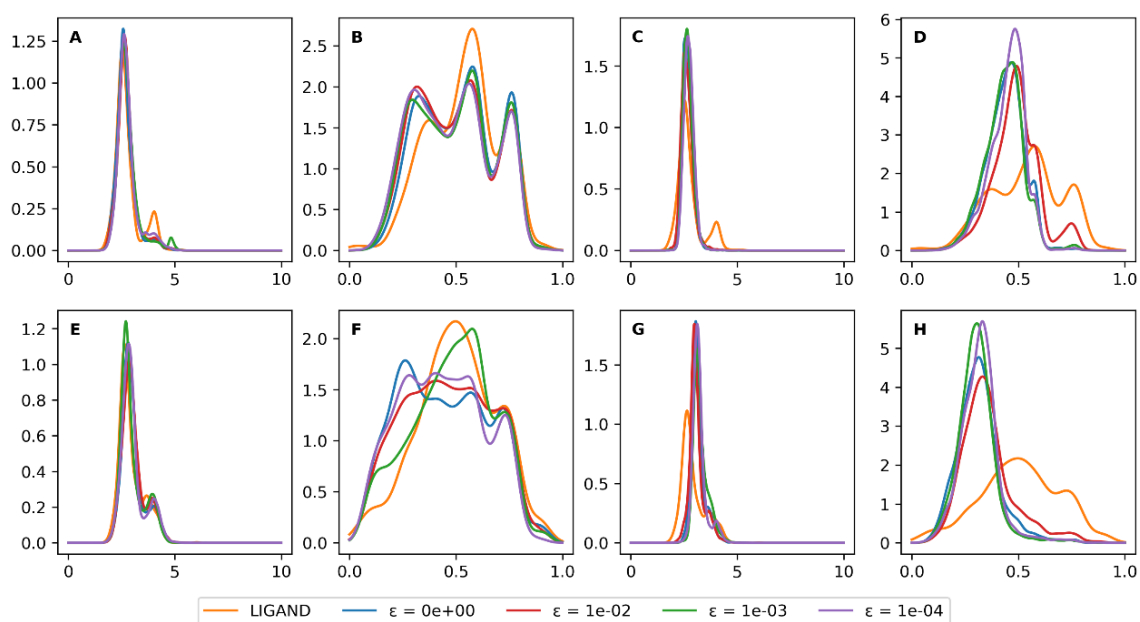 A B C D
1.25 2.5 1.5 6
1.00 2.0 1.0 5
0.75 1.5 0.5 4
0.50 1.0 0.0 3
0.25 0.5 2
0.00 0.0 1
0
0 5 10 0.0 0.5 1.0 0 5 10 0.0 0.5 1.0
E F G H
1.2 2.0 1.5 5
1.0 1.5 1.0 4
0.8 1.0 0.5 3
0.6 0.5 0.0 2
0.4 0.0 1
0.2 0
0.0
0 5 10 0.0 0.5 1.0 0 5 10 0.0 0.5 1.0
LIGAND ε = 0e+00 ε = 1e-02 ε = 1e-03 ε = 1e-04